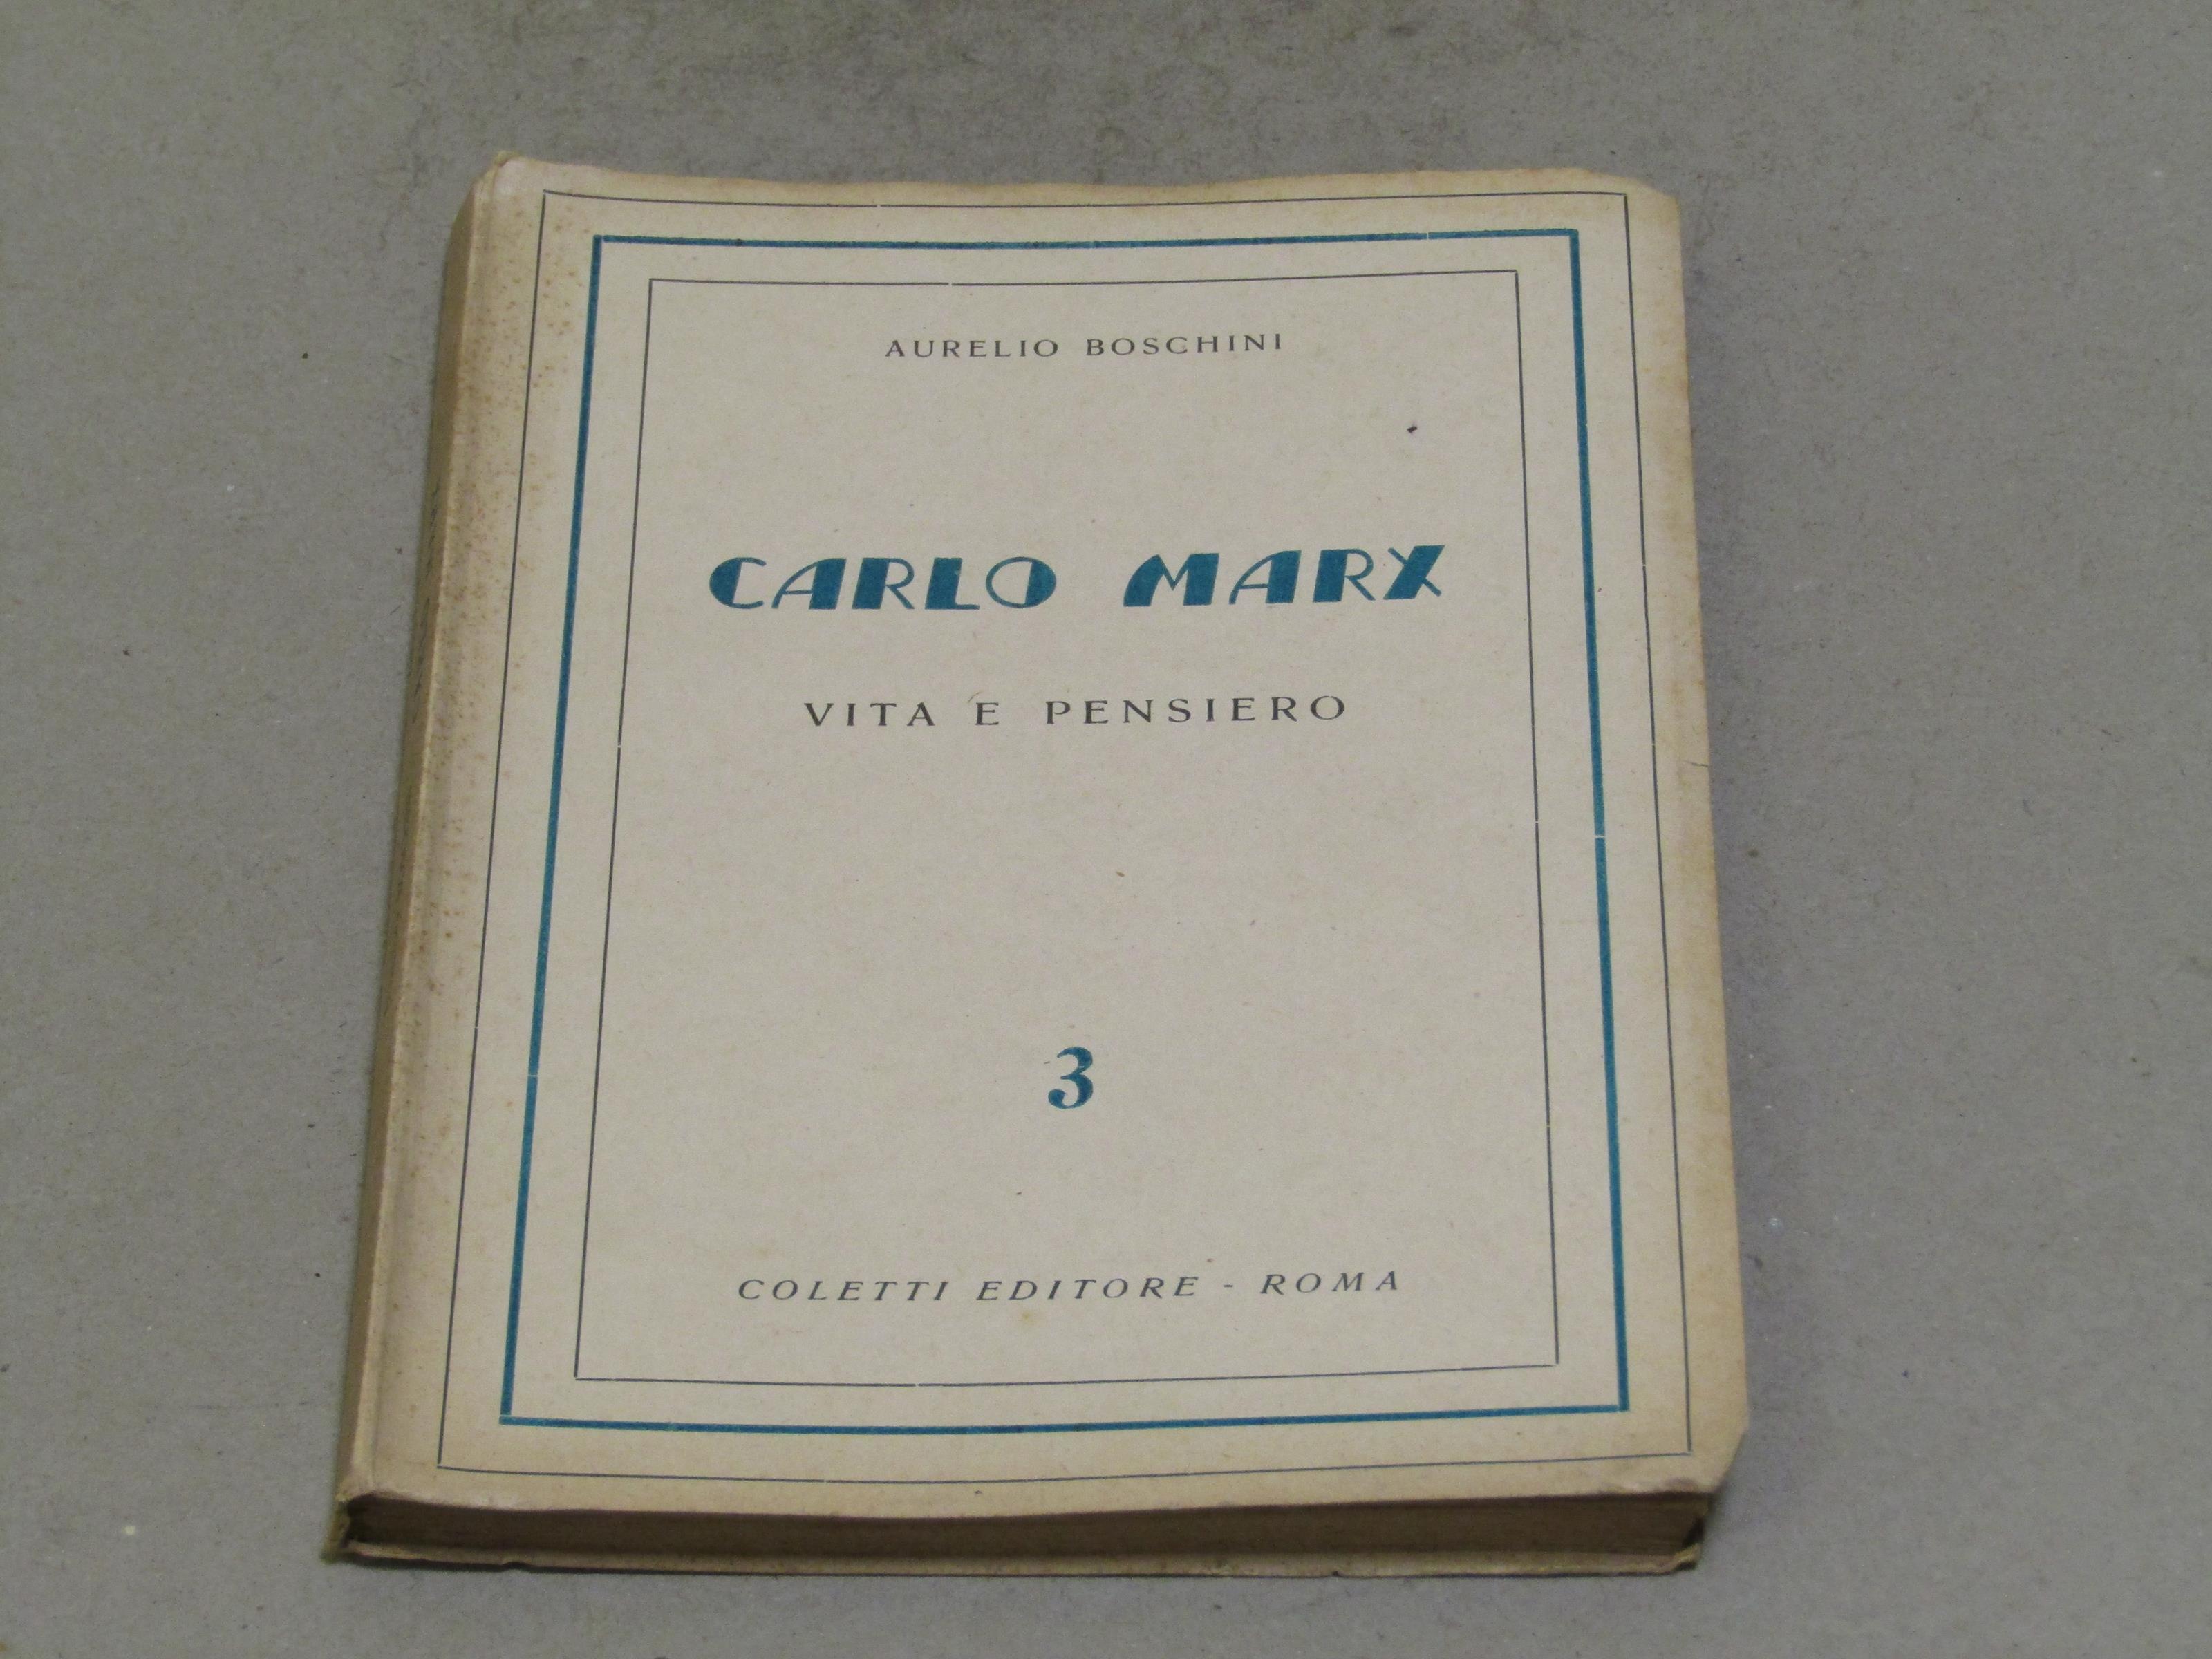 AURELIO BOSCHINI
CARLO MARX
VITA E PENSIERO
3
COLETTI EDITORE - ROMA